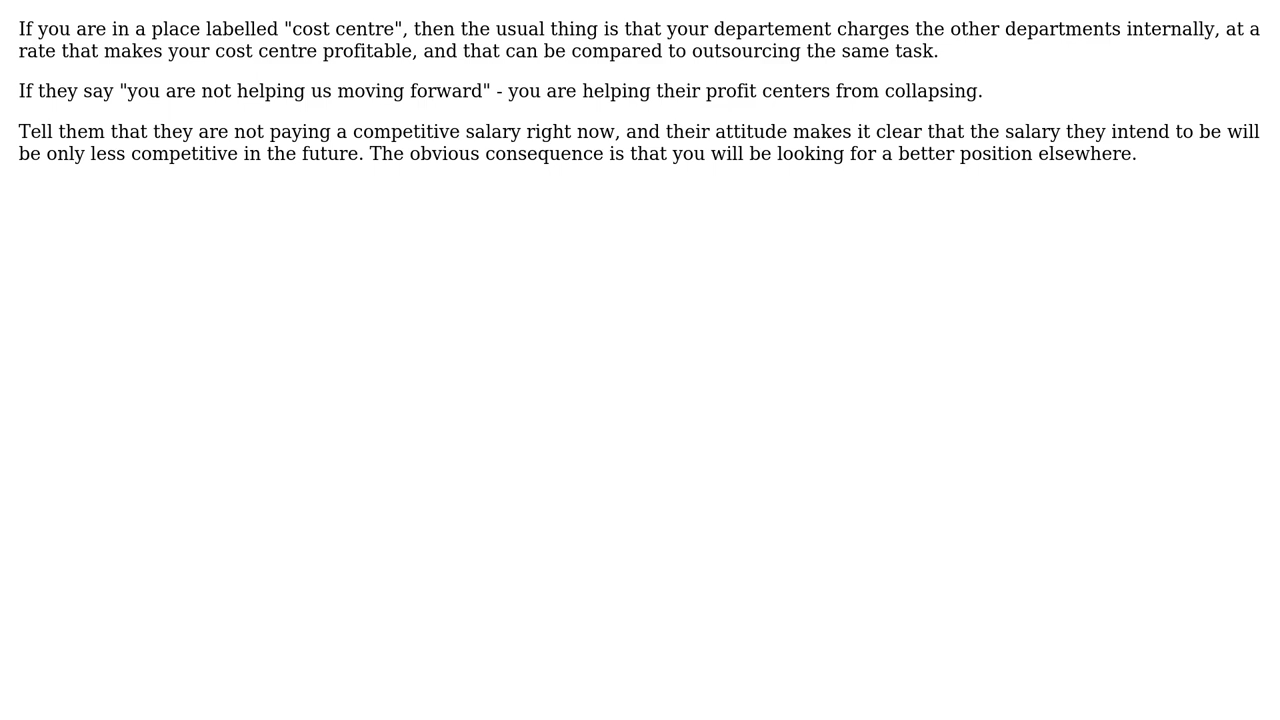 If you are in a place labelled "cost centre", then the usual thing is that your departement charges the other departments internally, at a
rate that makes your cost centre profitable, and that can be compared to outsourcing the same task.
If they say "you are not helping us moving forward" - you are helping their profit centers from collapsing.
Tell them that they are not paying a competitive salary right now, and their attitude makes it clear that the salary they intend to be will
be only less competitive in the future. The obvious consequence is that you will be looking for a better position elsewhere.